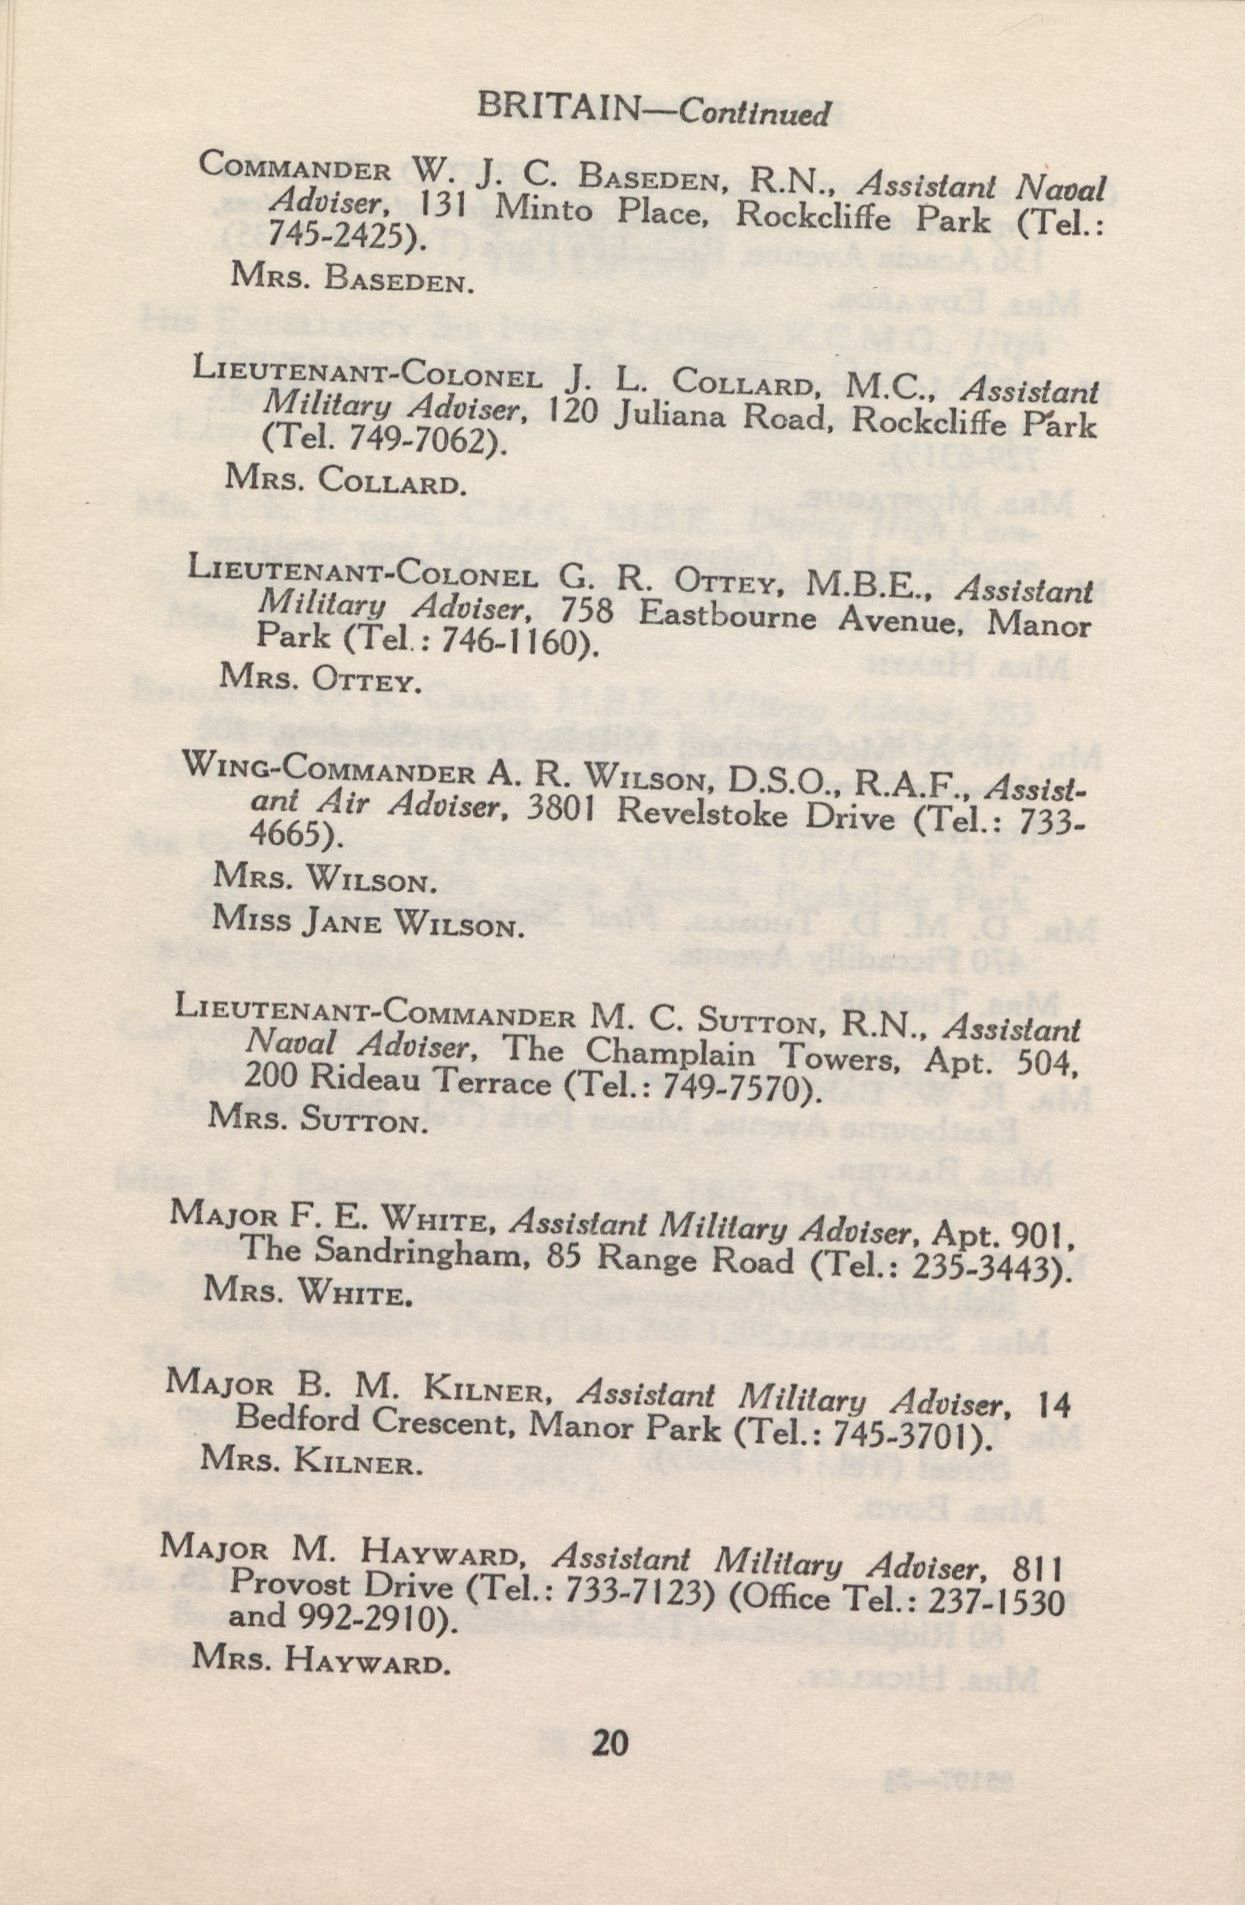 BRITAIN—Continued
COMMANDER W. J. C. BASEDEN, R.N., Assistant Naval
Adviser, 131 Minto Place, Rockcliffe Park (Tel.:
745-2425).
MRS. BASEDEN.
LIEUTENANT-COLONEL J. L. COLLARD, M.C., Assistant
Military Adviser, 120 Juliana Road, Rockcliffe Park
(Tel. 749-7062).
MRS. COLLARD.
LIEUTENANT-COLONEL G. R. OTTEY, M.B.E., Assistant
Military Adviser, 758 Eastbourne Avenue, Manor
Park (Tel.: 746-1160).
MRS. OTTEY.
WING-COMMANDER A. R. WILSON, D.S.O., R.A.F., Assist-
ant Air Adviser, 3801 Revelstoke Drive (Tel.: 733-
4665).
MRS. WILSON.
MISS JANE WILSON.
LIEUTENANT-COMMANDER M. C. SUTTON, R.N., Assistant
Naval Adviser, The Champlain Towers, Apt. 504,
200 Rideau Terrace (Tel.: 749-7570).
MRS. SUTTON.
MAJOR F. E. WHITE, Assistant Military Adviser, Apt. 901,
The Sandringham, 85 Range Road (Tel.: 235-3443).
MRS. WHITE.
MAJOR B. M. KILNER, Assistant Military Adviser, 14
Bedford Crescent, Manor Park (Tel.: 745-3701).
MRS. KILNER.
MAJOR M. HAYWARD, Assistant Military Adviser, 811
Provost Drive (Tel.: 733-7123) (Office Tel.: 237-1530
and 992-2910).
MRS. HAYWARD.
20